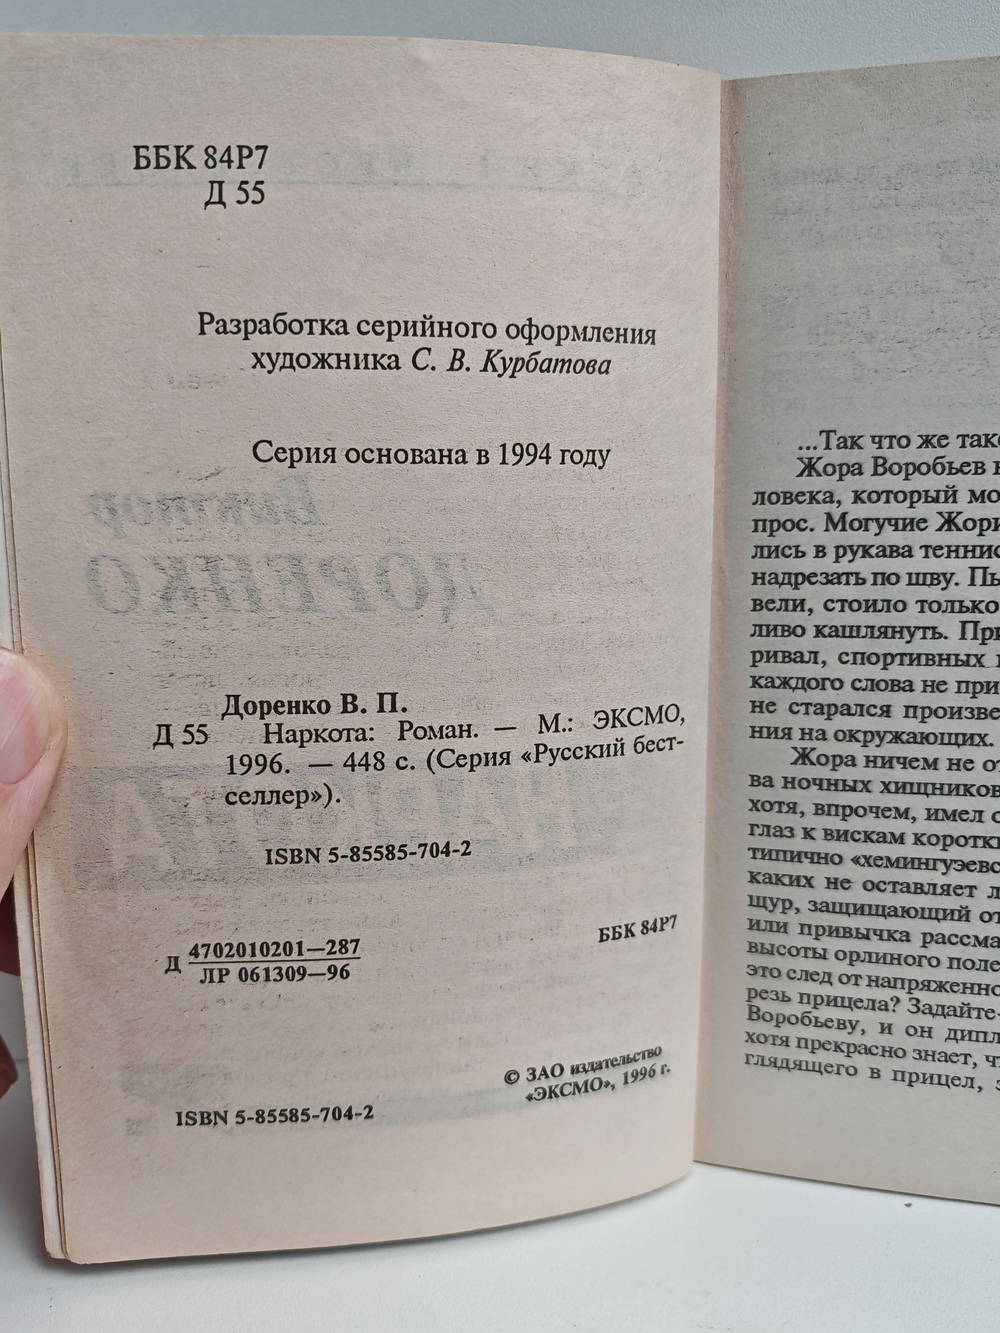 ББК 84Р7
Д 55
Разработка серийного оформления
художника С. В. Курбатова
Серия основана в 1994 году
Доренко В. П.
Д 55 Наркота: Роман. — М.: ЭКСМО,
1996. — 448 с. (Серия «Русский бест-
селлер»).
ISBN 5-85585-704-2
Д 4702010201—287
ЛР 061309—96
ББК 84Р7
© ЗАО издательство
«ЭКСМО», 1996 г.
ISBN 5-85585-704-2
...Так что же так
Жора Воробьев
ловека, который мо
прос. Могучие Жори
лись в рукава теннис
надрезать по шву. Пь
вели, стоило только
ливо кашлянуть. При
ривал, спортивных
каждого слова не при
не старался произве
ния на окружающих.
Жора ничем не от
ва ночных хищников
хотя, впрочем, имел
глаз к вискам коротк
типично «хемингуэевс
каких не оставляет л
щур, защищающий от
или привычка рассма
высоты орлиного поле
это след от напряженно
резь прицела? Задайте
Воробьеву, и он дипл
хотя прекрасно знает, ч
глядящего в прицел,